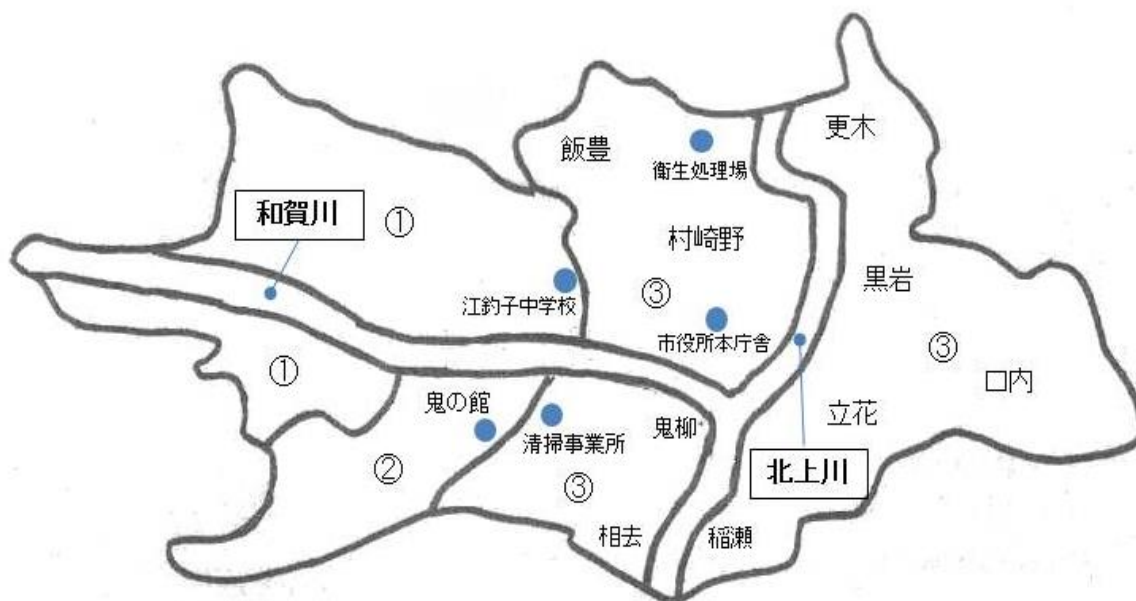 更木
飯豊
衛生処理場
和賀川
①
村崎野
江釣子中学校
③
黒岩
市役所本庁舎
③
口内
①
鬼の館
立花
鬼柳
清掃事業所
②
③
北上川
相去
稲瀬